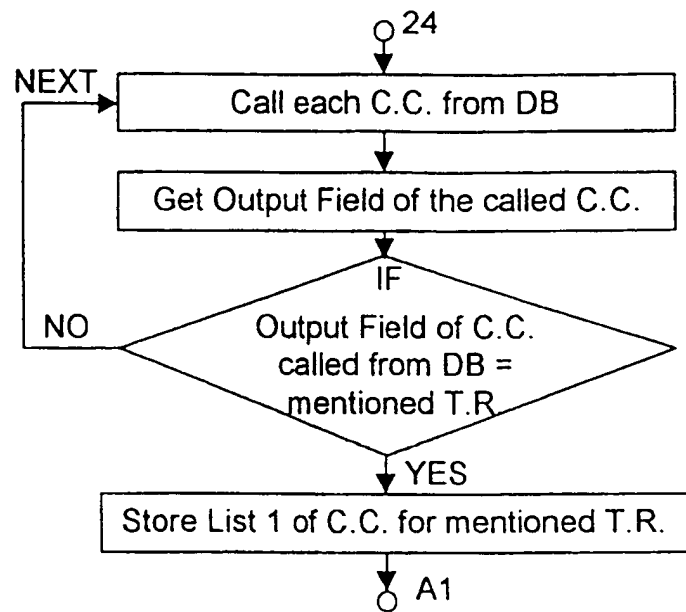 24
NEXT
Call each C.C. from DB
Get Output Field of the called C.C.
IF
NO
Output Field of C.C.
called from DB =
mentioned T.R.
YES
Store List 1 of C.C. for mentioned T.R.
A1